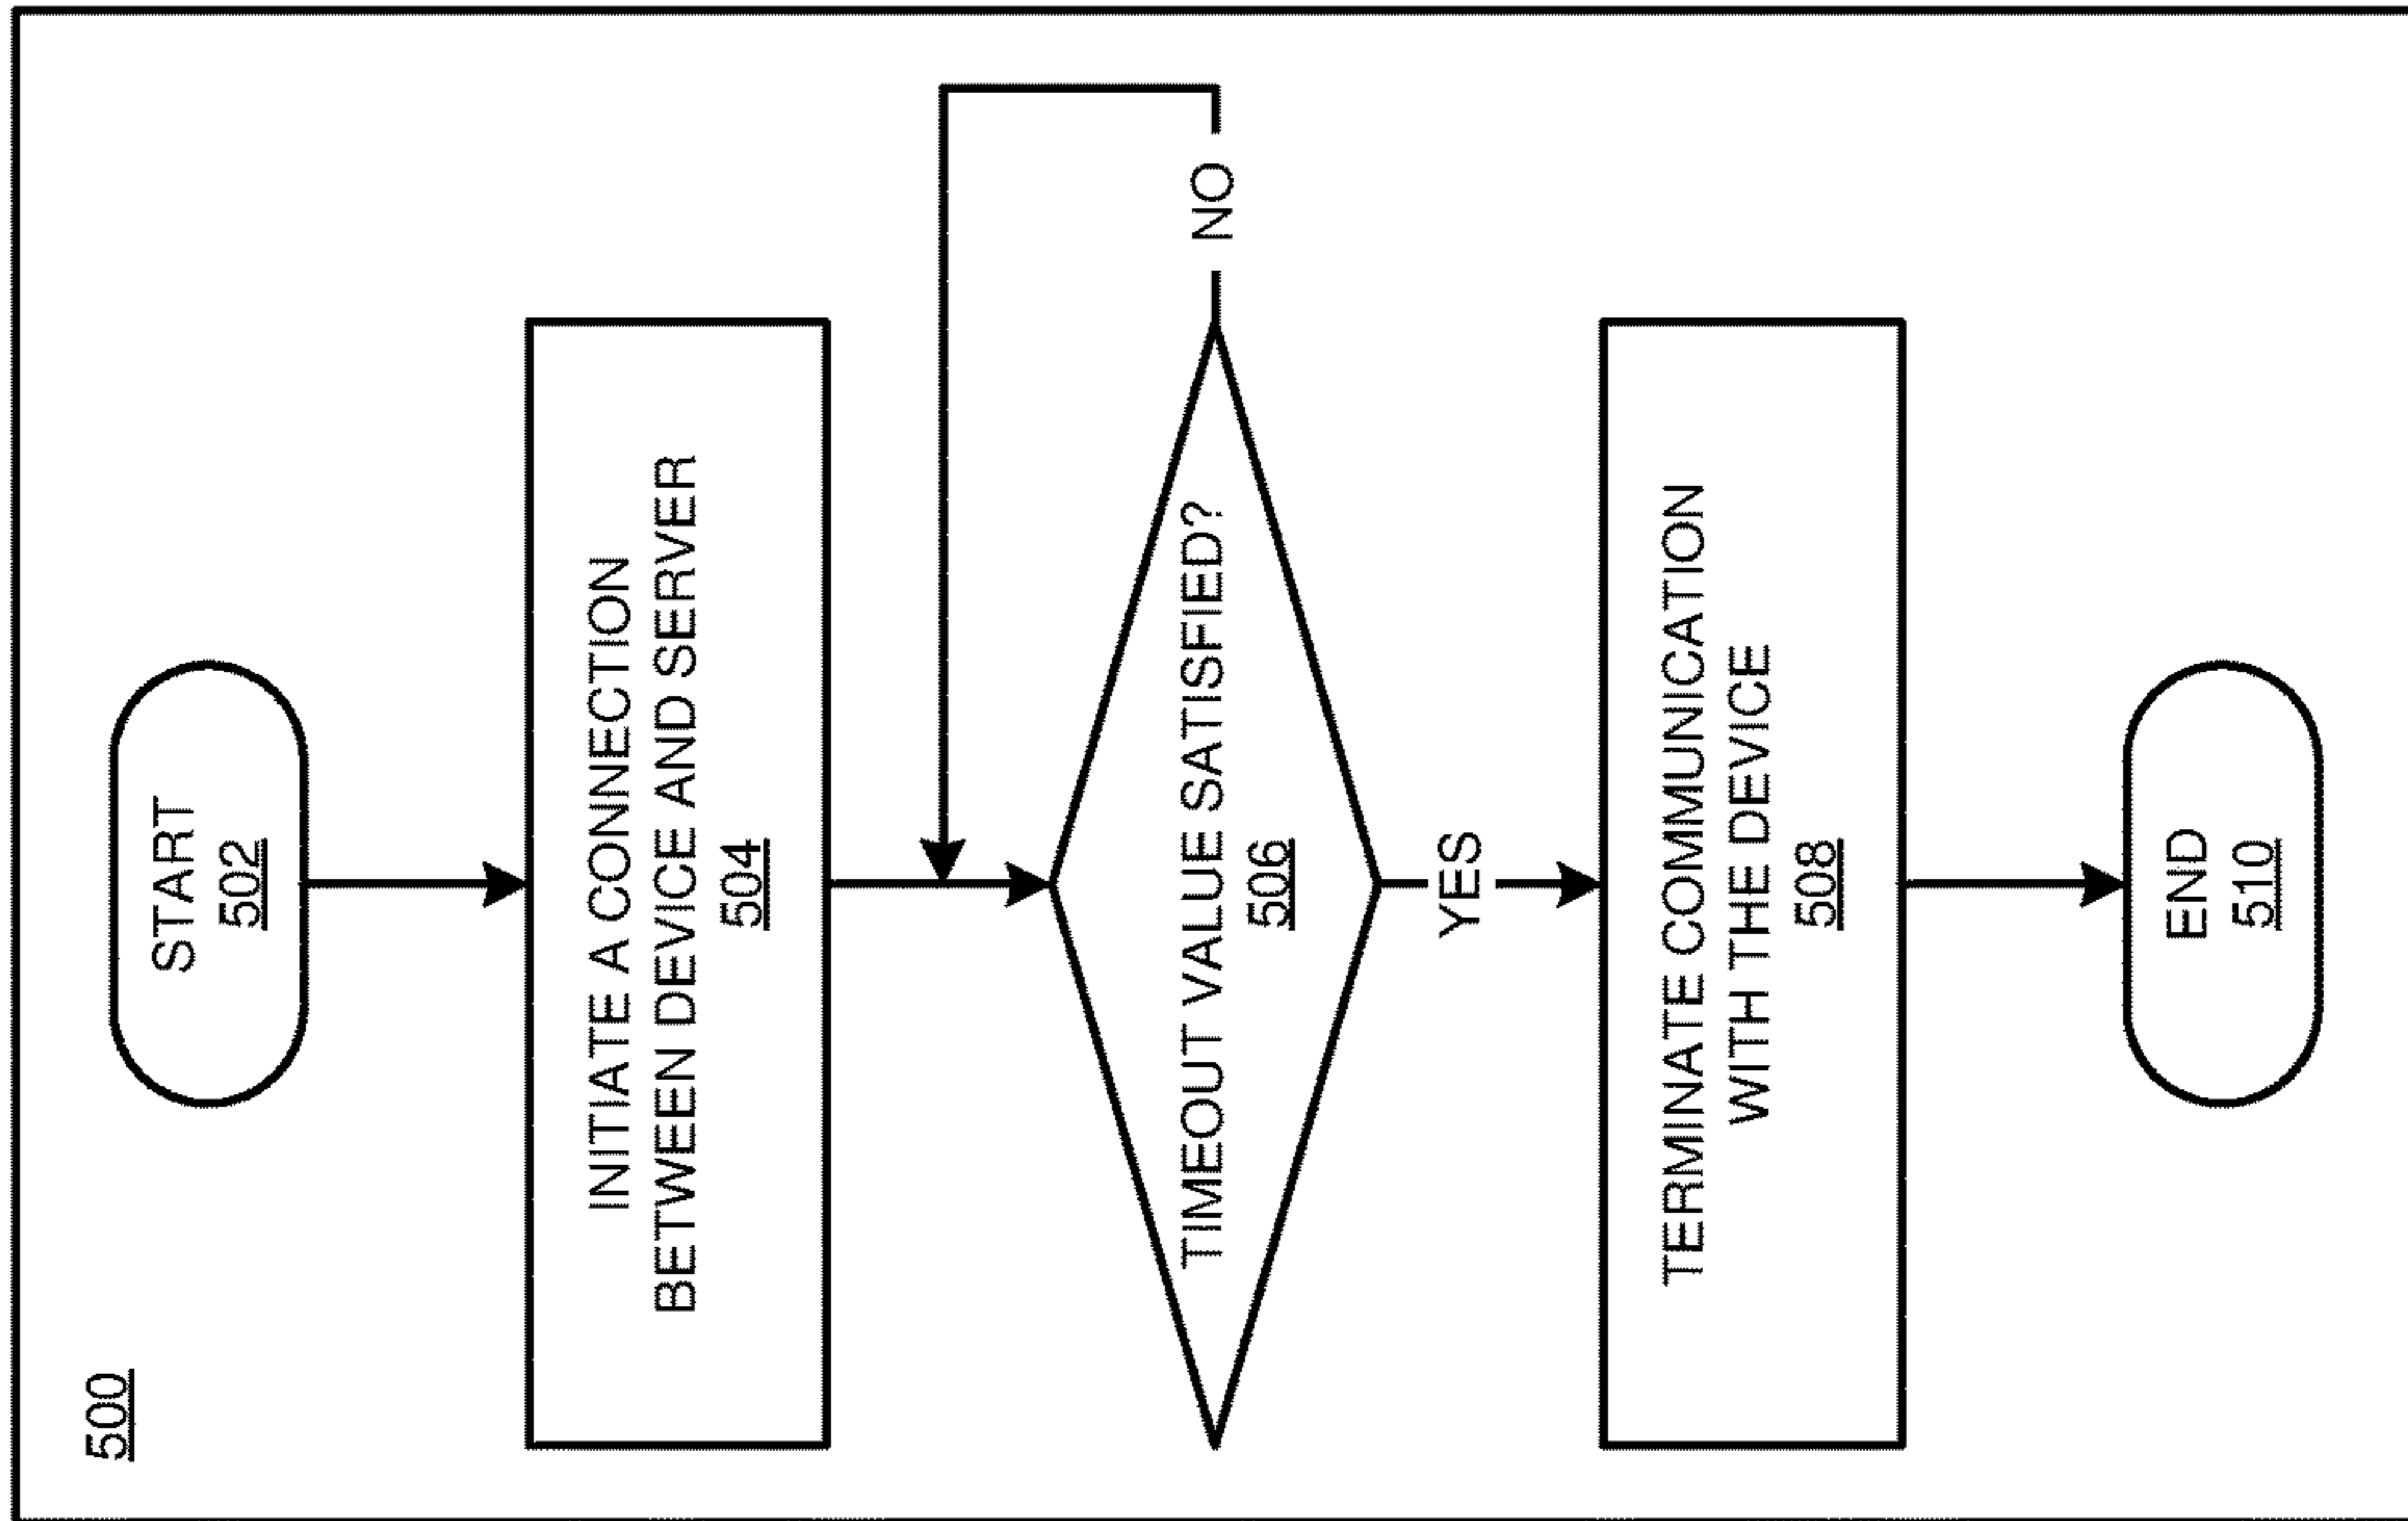 500
START
502
INITIATE A CONNECTION
BETWEEN DEVICE AND SERVER
504
TIMEOUT VALUE SATISFIED?
506
NO
YES
TERMINATE COMMUNICATION
WITH THE DEVICE
508
END
510